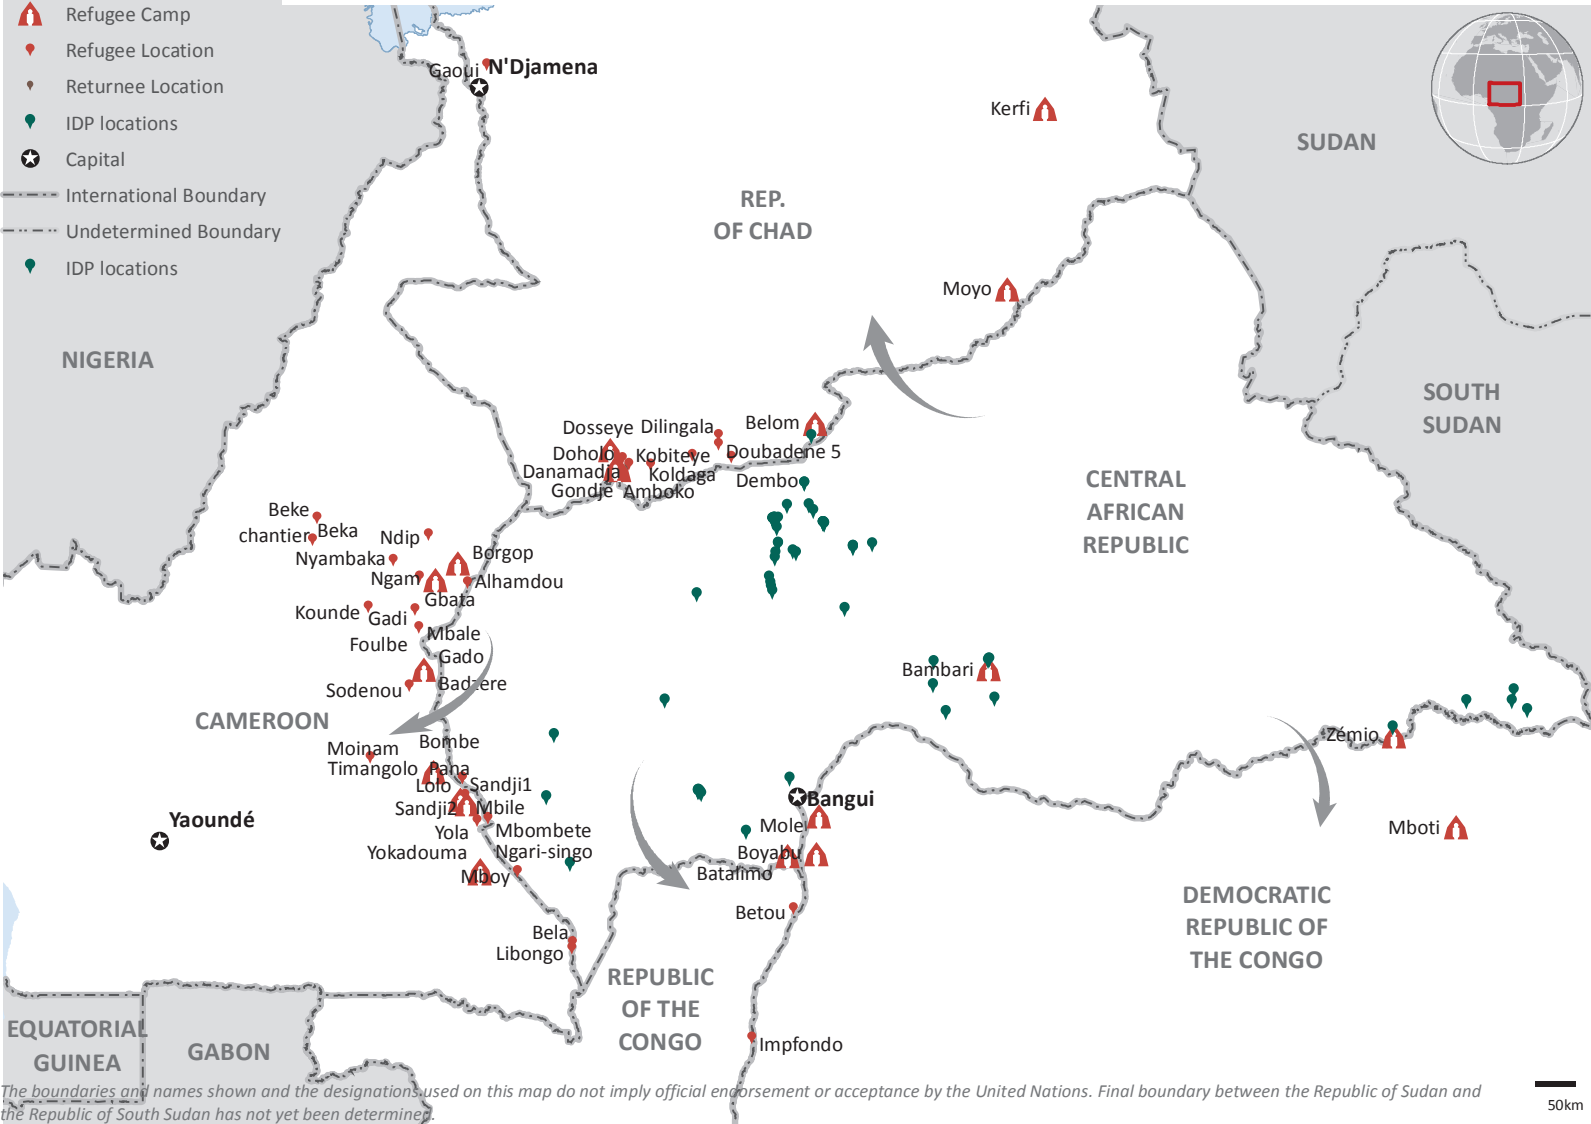 Refugee Camp
Refugee Location
Returnee Location
IDP locations
Capital
International Boundary
Undetermined Boundary
IDP locations
Gaoui
N'Djamena
Kerfi
SUDAN
REP.
OF CHAD
Moyo
NIGERIA
SOUTH
SUDAN
Dosseye
Dilingala
Belom
Doholo
Kobiteye
Doubadene 5
Danamadja
Koldaga
Dembo
Gondje
Amboko
CENTRAL
AFRICAN
REPUBLIC
Beke
chantier
Beka
Ndip
Nyambaka
Borgop
Ngam
Alhamdou
Gbata
Kounde
Gadi
Foulbe
Mbale
Gado
Badzere
Sodenou
Bambari
CAMEROON
Zémio
Moinam
Bombe
Timangolo
Pana
Lolo
Sandji1
Sandji2
Mbile
Yaoundé
Bangui
Yola
Mbombete
Molei
Mboti
Yokadouma
Ngari-singo
Boyabu
Mboy
Batalimo
Betou
DEMOCRATIC
REPUBLIC OF
THE CONGO
Bela
Libongo
REPUBLIC
OF THE
CONGO
EQUATORIAL
GUINEA
GABON
Impfondo
The boundaries and names shown and the designations used on this map do not imply official endorsement or acceptance by the United Nations. Final boundary between the Republic of Sudan and
the Republic of South Sudan has not yet been determined.
50km